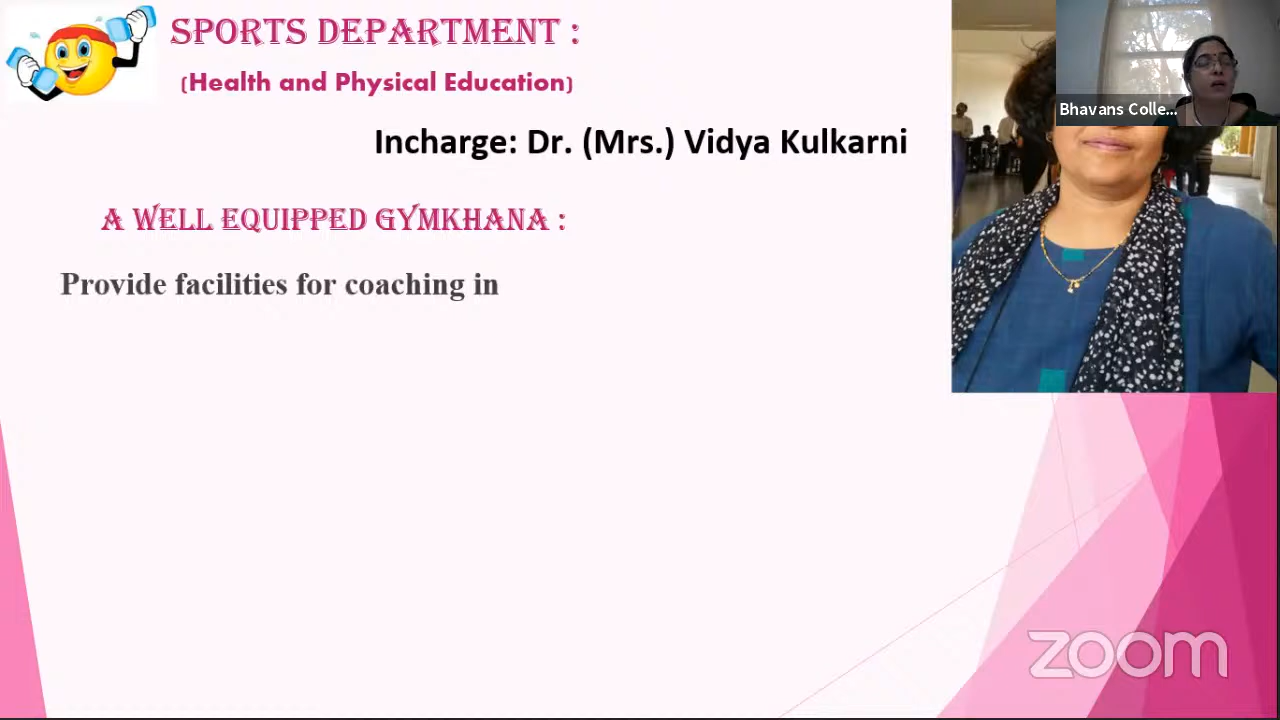 SPORTS DEPARTMENT :
(Health and Physical Education)
Bhavans Colle...
Incharge: Dr. (Mrs.) Vidya Kulkarni
A WELL EQUIPPED GYMKHANA :
Provide facilities for coaching in
zoom